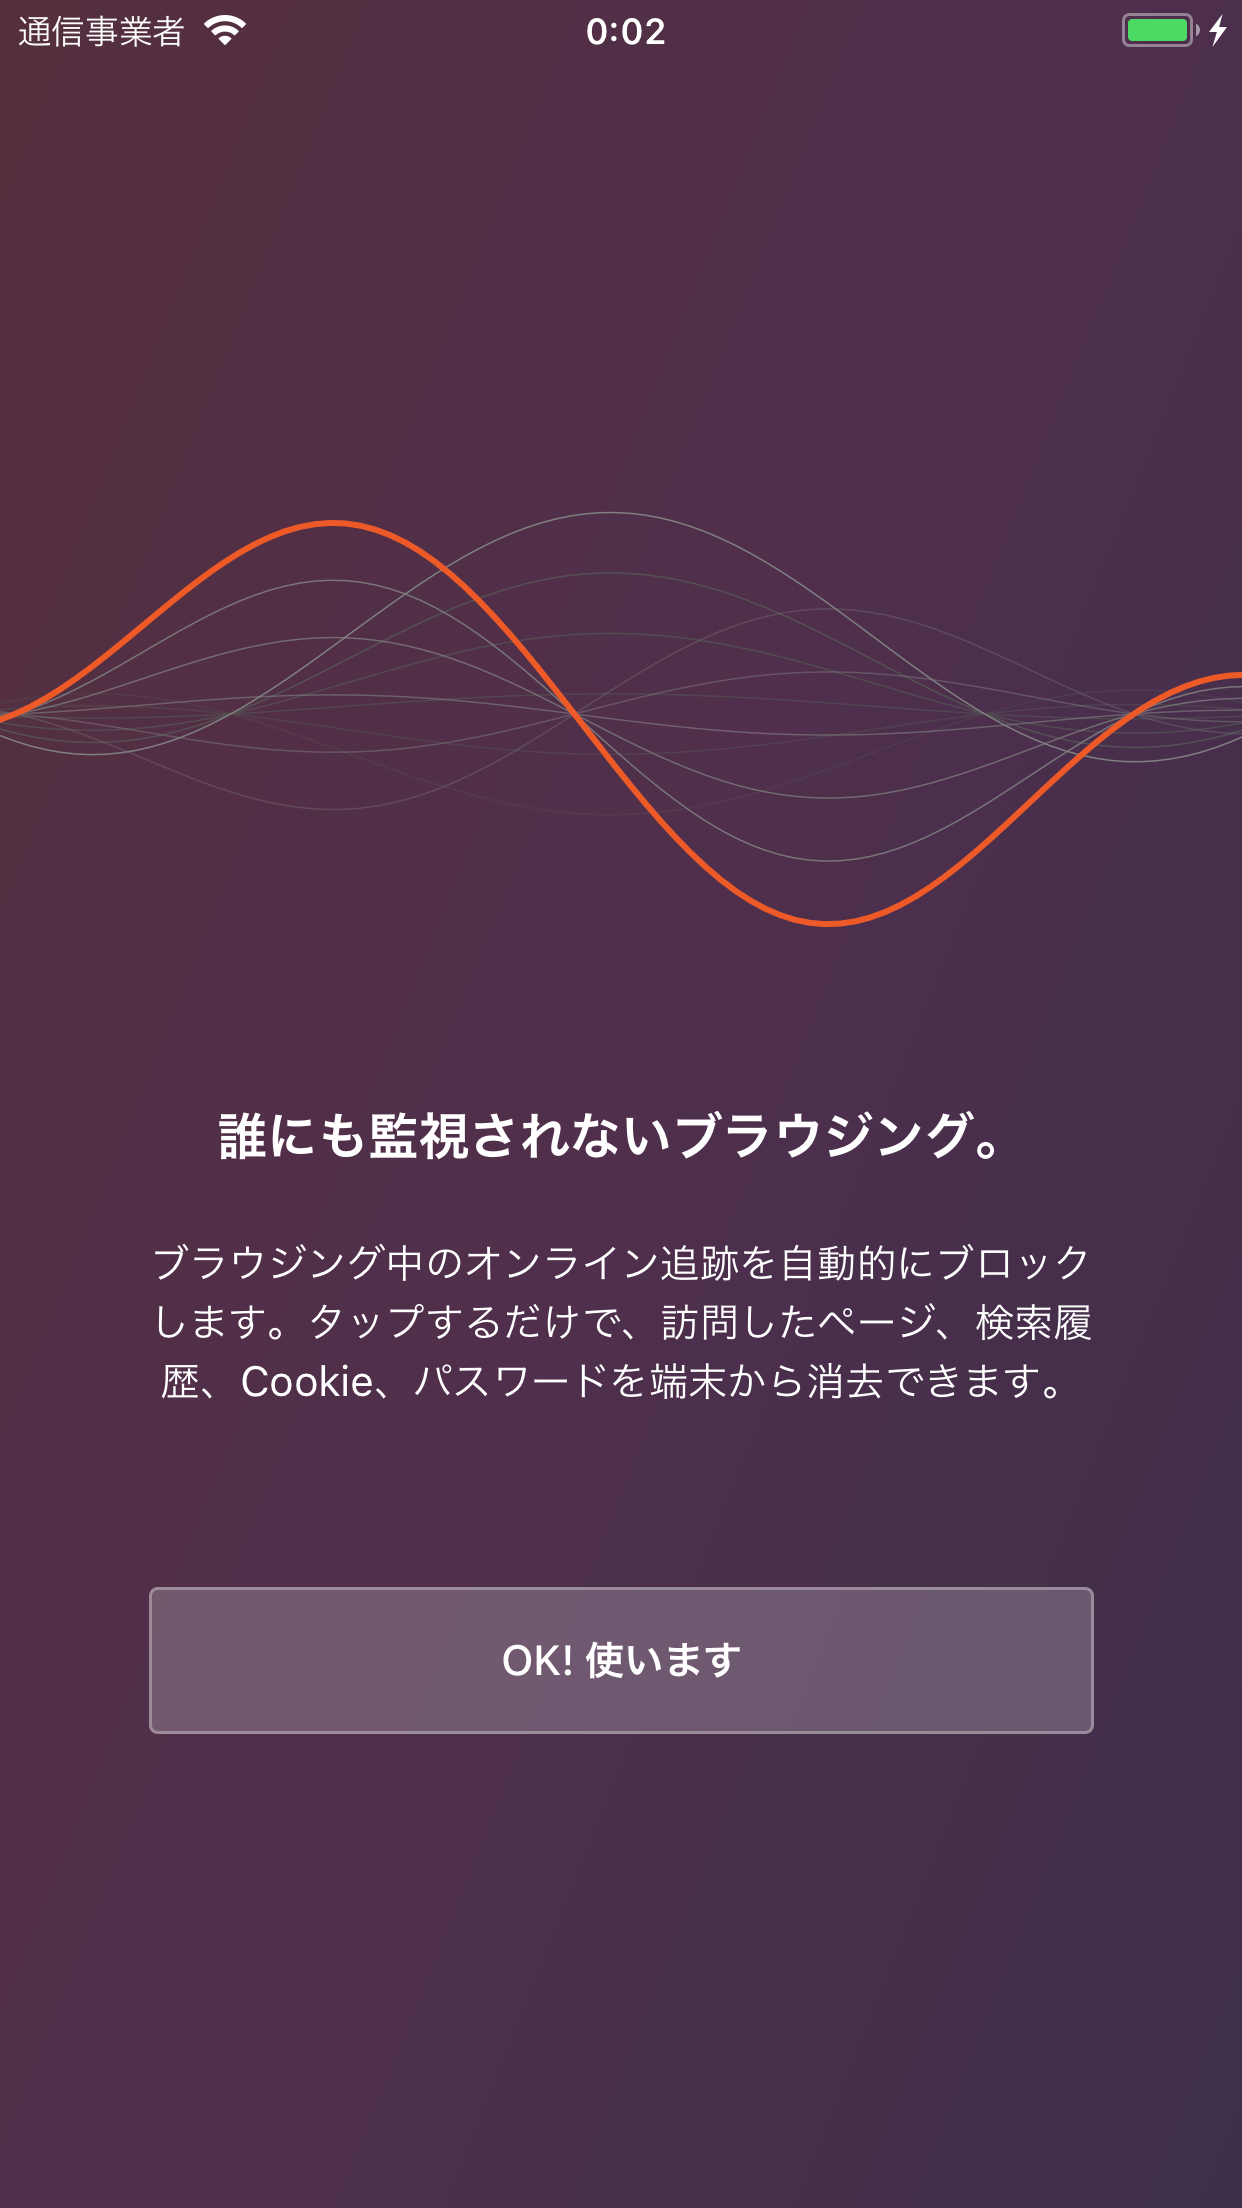 通信事業者
0:02
誰にも監視されないブラウジング。
ブラウジング中のオンライン追跡を自動的にブロック
します。タップするだけで、訪問したページ、検索履
歴、Cookie、パスワードを端末から消去できます。
OK! 使います